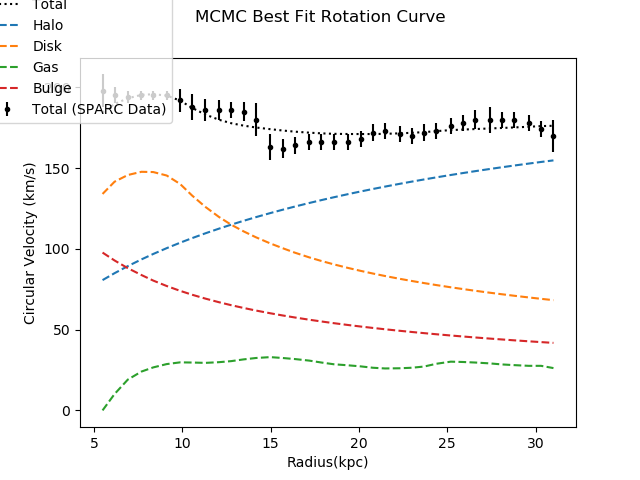 MCMC Best Fit Rotation Curve
Total
Halo
Disk
Gas
Bulge
Total (SPARC Data)
200
150
100
50
0
Circular Velocity (km/s)
5 10 15 20 25 30
Radius(kpc)